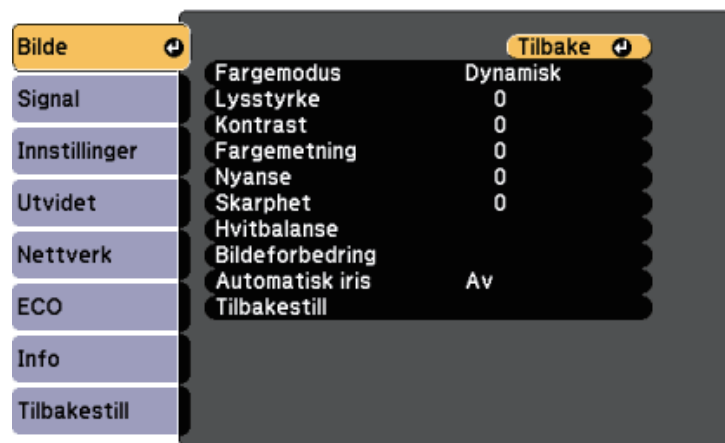 Bilde
Signal
Innstillinger
Utvidet
Nettverk
ECO
Info
Tilbakestill
Tilbake
Fargemodus Dynamisk
Lysstyrke 0
Kontrast 0
Fargemetning 0
Nyanse 0
Skarphet 0
Hvitbalanse
Bildeforbedring
Automatisk iris Av
Tilbakestill